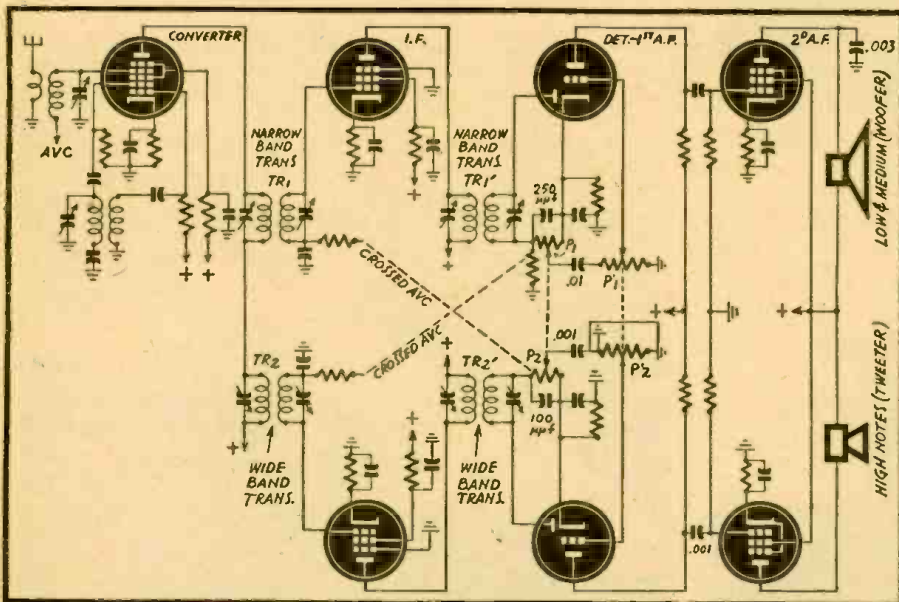 CONVERTER
I.F.
DET.-1ST A.F.
2D A.F.
.003
AVC
NARROW
BAND
TRANS
TR1
NARROW
BAND
TRANS.
TR1'
250
µµf
P1
P'1
.01
LOW & MEDIUM (WOOFER)
+
+
+
+
CROSSED AVC
CROSSED AVC
+
+
.001
P'2
TR2
TR2'
P2
100
µµf
+
+
WIDE
BAND
TRANS.
WIDE
BAND
TRANS.
.001
HIGH NOTES (TWEETER)